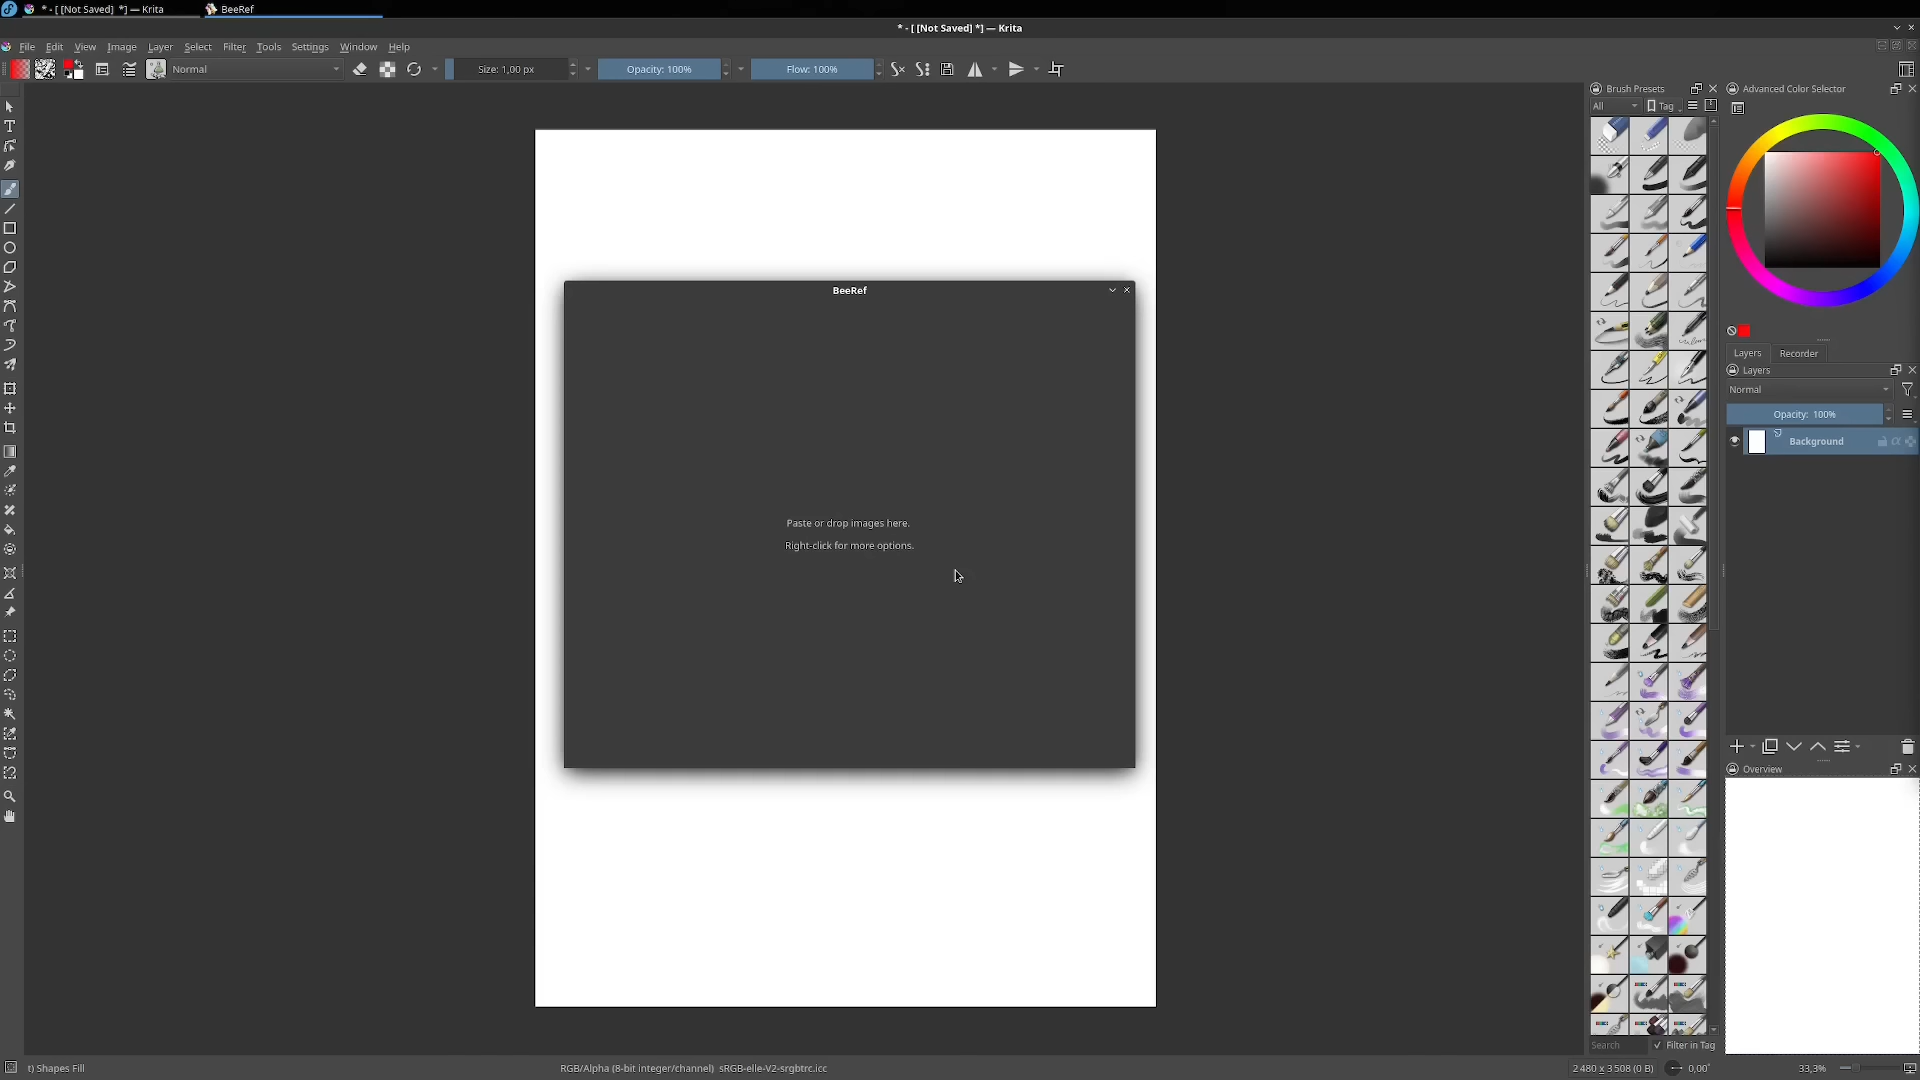 * - [ [Not Saved]  *] — Krita
BeeRef
* - [ [Not Saved] *] — Krita
File Edit View Image Layer Select Filter Tools Settings Window Help
Normal
Size: 1,00 px
Opacity: 100%
Flow: 100%
Brush Presets
All
Tag
Advanced Color Selector
BeeRef
Paste or drop images here.
Right-click for more options.
Layers
Recorder
Layers
Normal
Opacity: 100%
Background
Overview
Search
Filter in Tag
t) Shapes Fill
RGB/Alpha (8-bit integer/channel)  sRGB-elle-V2-srgbtrc.icc
2 480 x 3 508 (0 B)
0,00°
33,3%